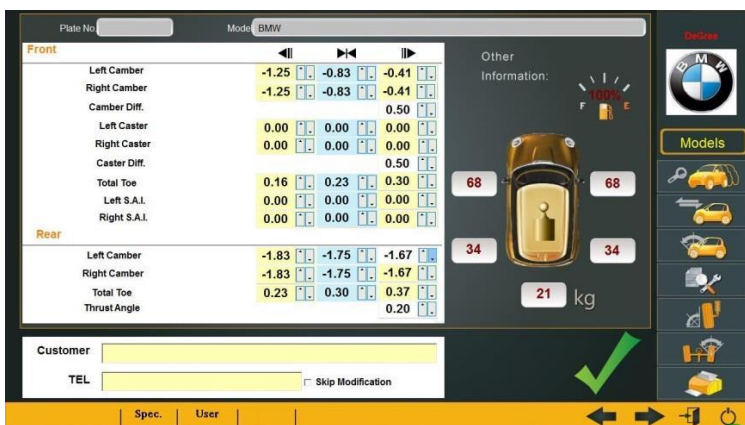 Plate No.
Model BMW
DeGree
BMW
Front
Left Camber -1.25 -0.83 -0.41
Right Camber -1.25 -0.83 -0.41
Camber Diff. 0.50
Left Caster 0.00 0.00 0.00
Right Caster 0.00 0.00 0.00
Caster Diff. 0.50
Total Toe 0.16 0.23 0.30
Left S.A.I. 0.00 0.00 0.00
Right S.A.I. 0.00 0.00 0.00
Rear
Left Camber -1.83 -1.75 -1.67
Right Camber -1.83 -1.75 -1.67
Total Toe 0.23 0.30 0.37
Thrust Angle 0.20
Other
Information:
100%
F E
68 68
34 34
21 kg
Models
Customer
TEL
Skip Modification
Spec. User